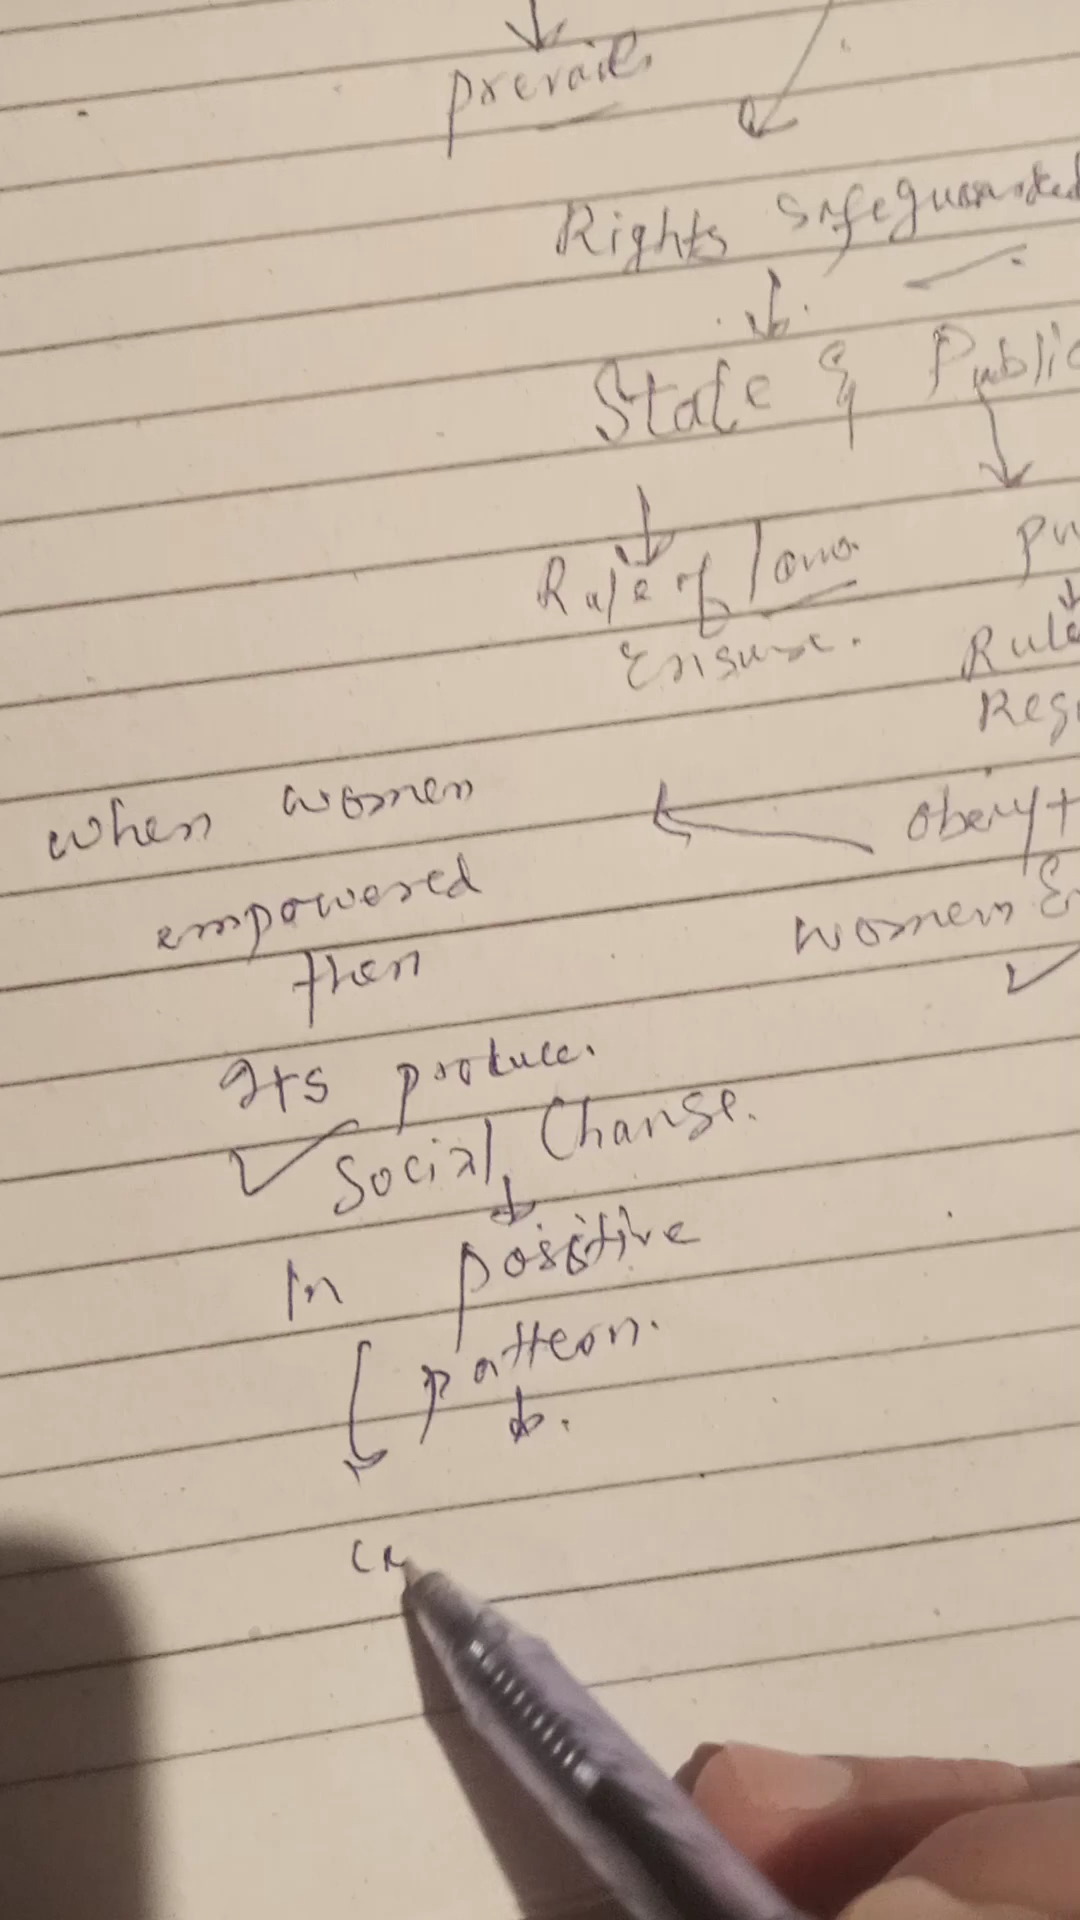 prevail.
Rights safeguarded
State & Public
Rule of law
Ensure.
Rule
Reg
obey
women E
when women
empowered
then
Its produce.
Social Change.
In positive
pattern.